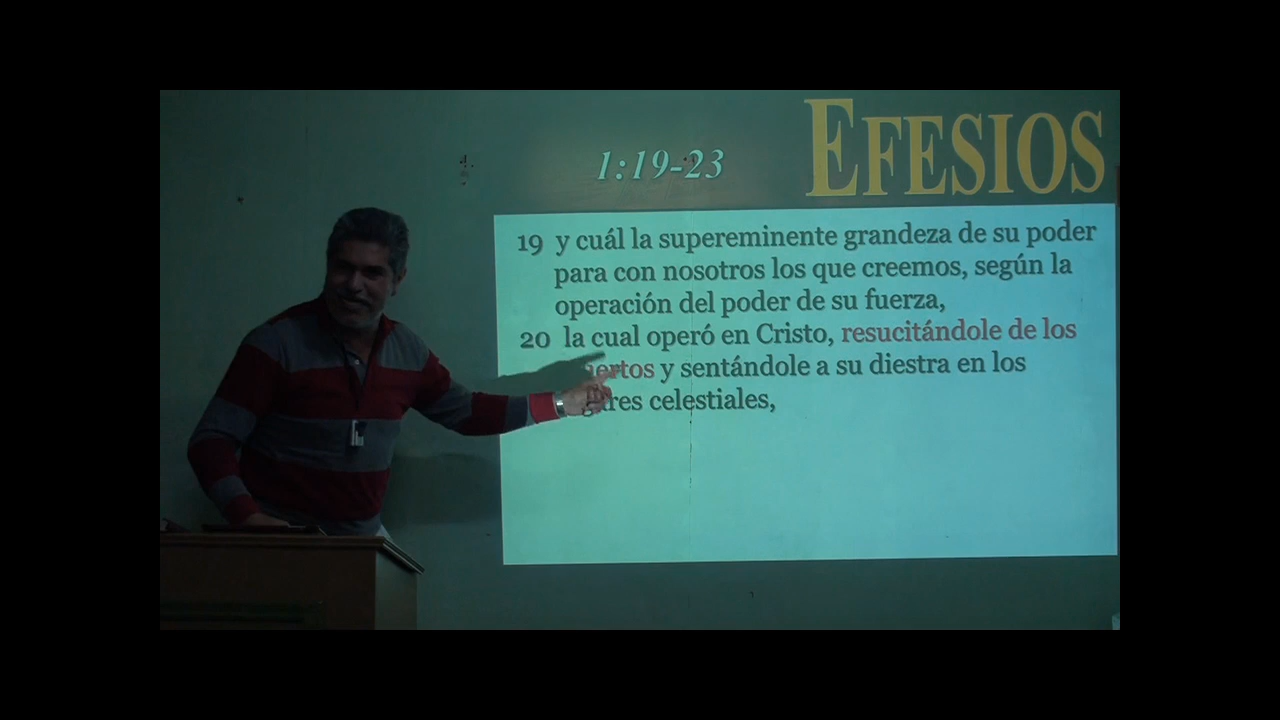 EFESIOS
1:19-23
19 y cuál la supereminente grandeza de su poder
para con nosotros los que creemos, según la
operación del poder de su fuerza,
20 la cual operó en Cristo, resucitándole de los
y sentándole a su diestra en los
celestiales,